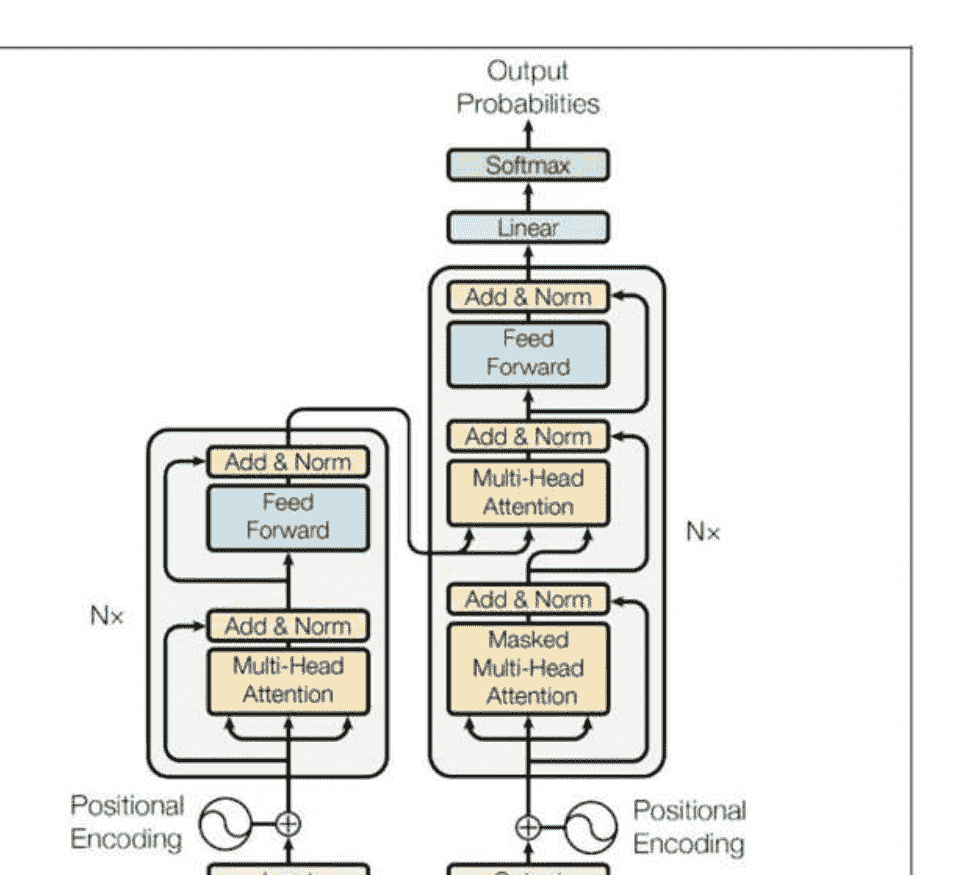 Output
Probabilities
Softmax
Linear
Add & Norm
Feed
Forward
Add & Norm
Multi-Head
Attention
Add & Norm
Masked
Multi-Head
Attention
Nx
Add & Norm
Feed
Forward
Add & Norm
Multi-Head
Attention
Nx
Positional
Encoding
Positional
Encoding